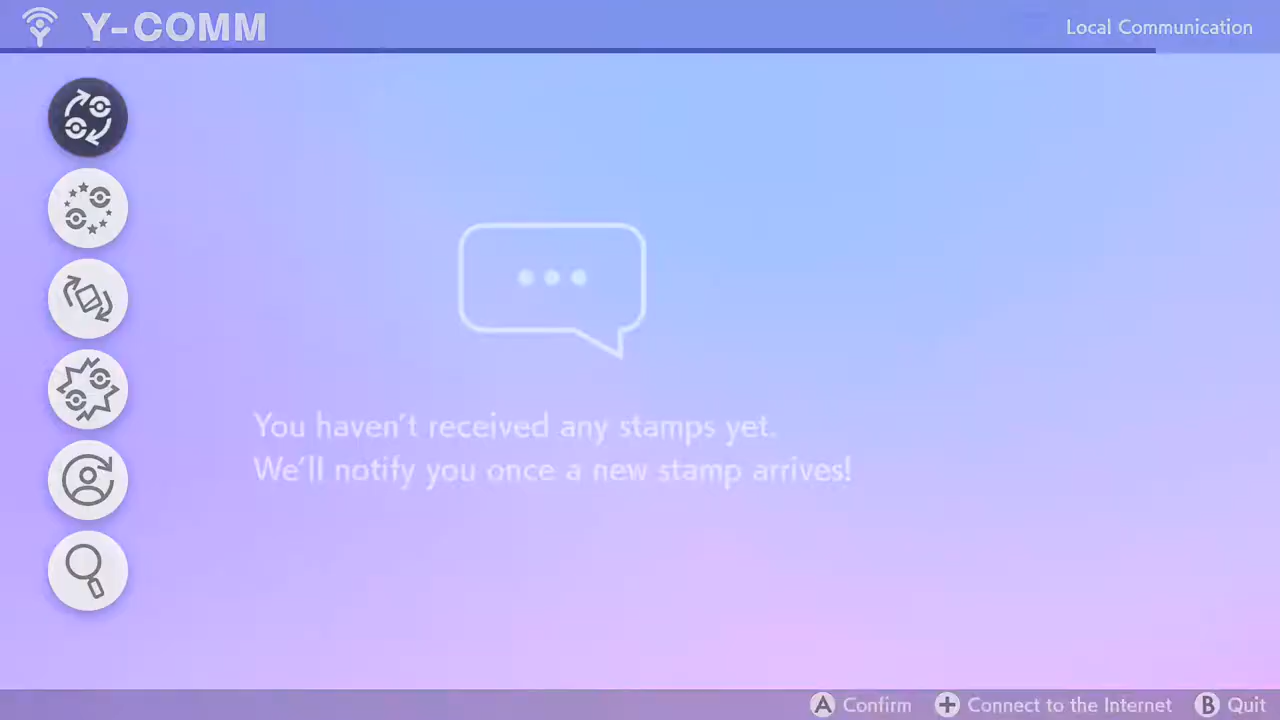 Y-COMM
Local Communication
You haven't received any stamps yet.
We'll notify you once a new stamp arrives!
A Confirm + Connect to the Internet B Quit